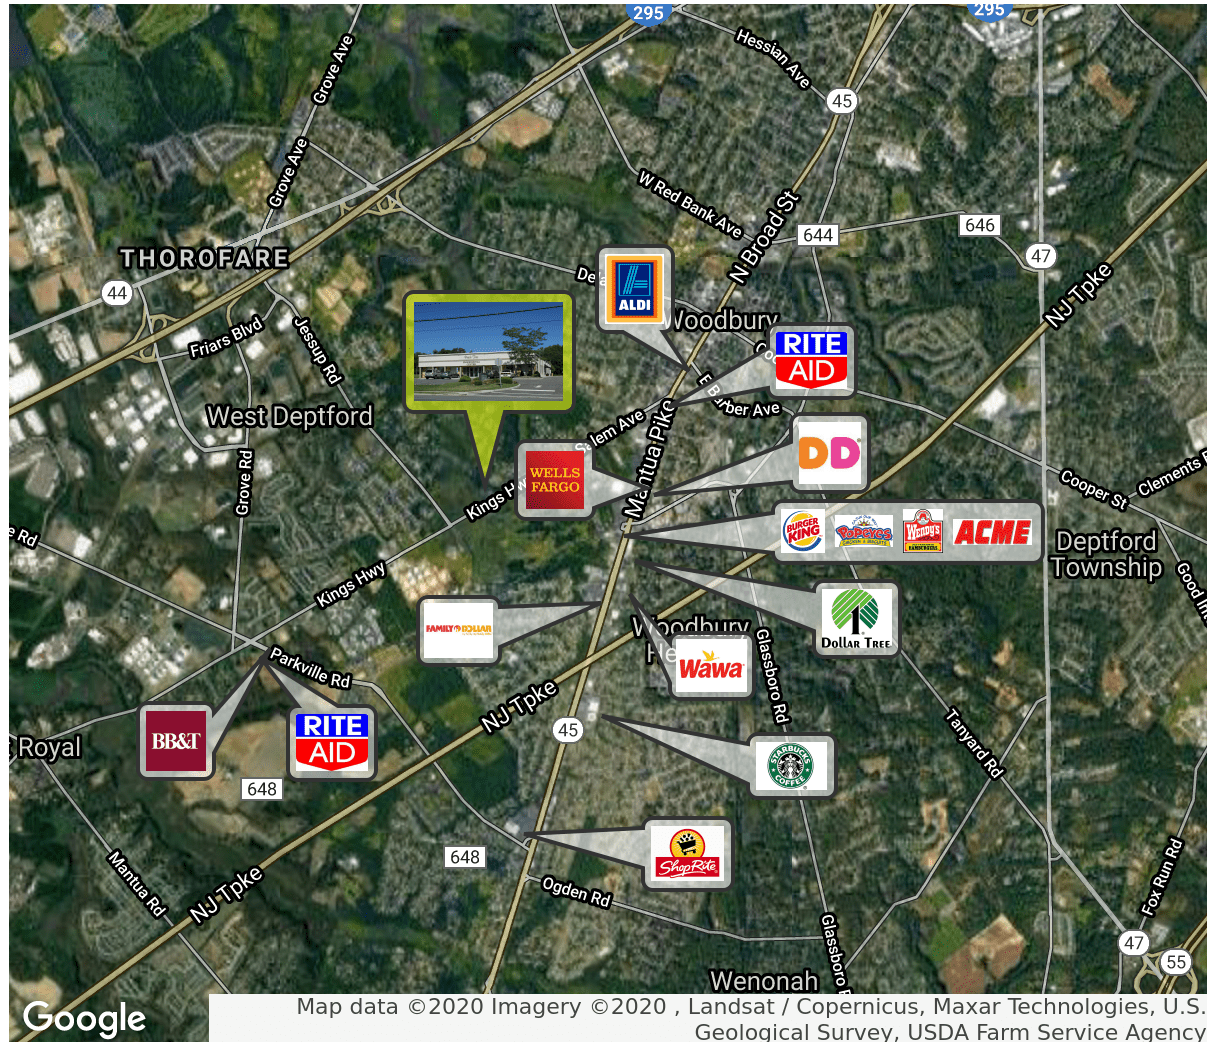 295
295
Hessian Ave
Grove Ave
45
Grove Ave
W Red Bank Ave
N Broad St
646
644
47
THOROFARE
NJ Tpke
44
ALDI
Woodbury
Friars Blvd
Jessup Rd
RITE
AID
E Barber Ave
West Deptford
Salem Ave
Mantua Pike
DD
WELLS
FARGO
Grove Rd
Kings Hwy
Cooper St
Clements
BURGER
KING
POPEYES
WENDY'S
ACME
Deptford
Township
Kings Hwy
FAMILY DOLLAR
DOLLAR TREE
Woodbury
Wawa
Glassboro Rd
Parkville Rd
NJ Tpke
45
BB&T
RITE
AID
Royal
STARBUCKS
COFFEE
Tanyard Rd
648
648
ShopRite
Mantua Rd
NJ Tpke
Ogden Rd
Fox Run Rd
Glassboro
47
55
Wenonah
Google
Map data ©2020 Imagery ©2020 , Landsat / Copernicus, Maxar Technologies, U.S.
Geological Survey, USDA Farm Service Agency